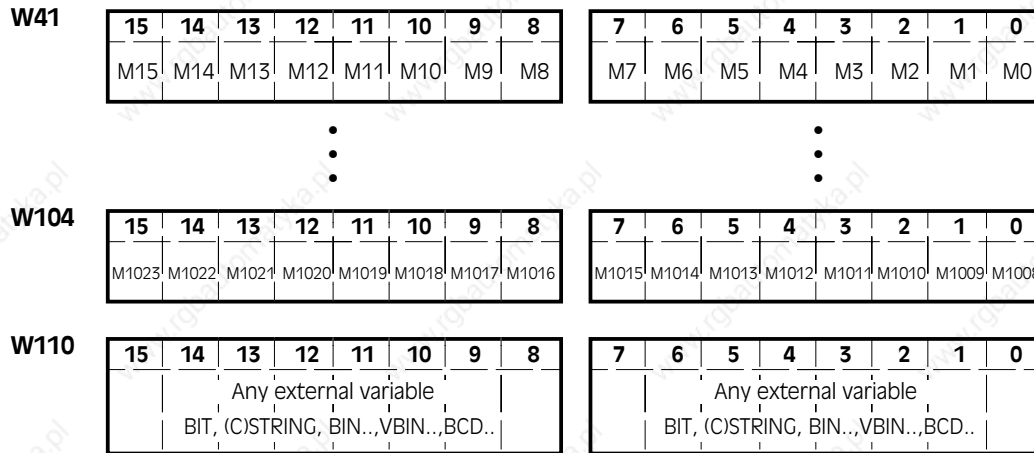 W41
15 14 13 12 11 10 9 8 7 6 5 4 3 2 1 0
M15 M14 M13 M12 M11 M10 M9 M8 M7 M6 M5 M4 M3 M2 M1 M0
W104
15 14 13 12 11 10 9 8 7 6 5 4 3 2 1 0
M1023 M1022 M1021 M1020 M1019 M1018 M1017 M1016 M1015 M1014 M1013 M1012 M1011 M1010 M1009 M1008
W110
15 14 13 12 11 10 9 8 7 6 5 4 3 2 1 0
Any external variable Any external variable
BIT, (C)STRING, BIN..,VBIN..,BCD.. BIT, (C)STRING, BIN..,VBIN..,BCD..